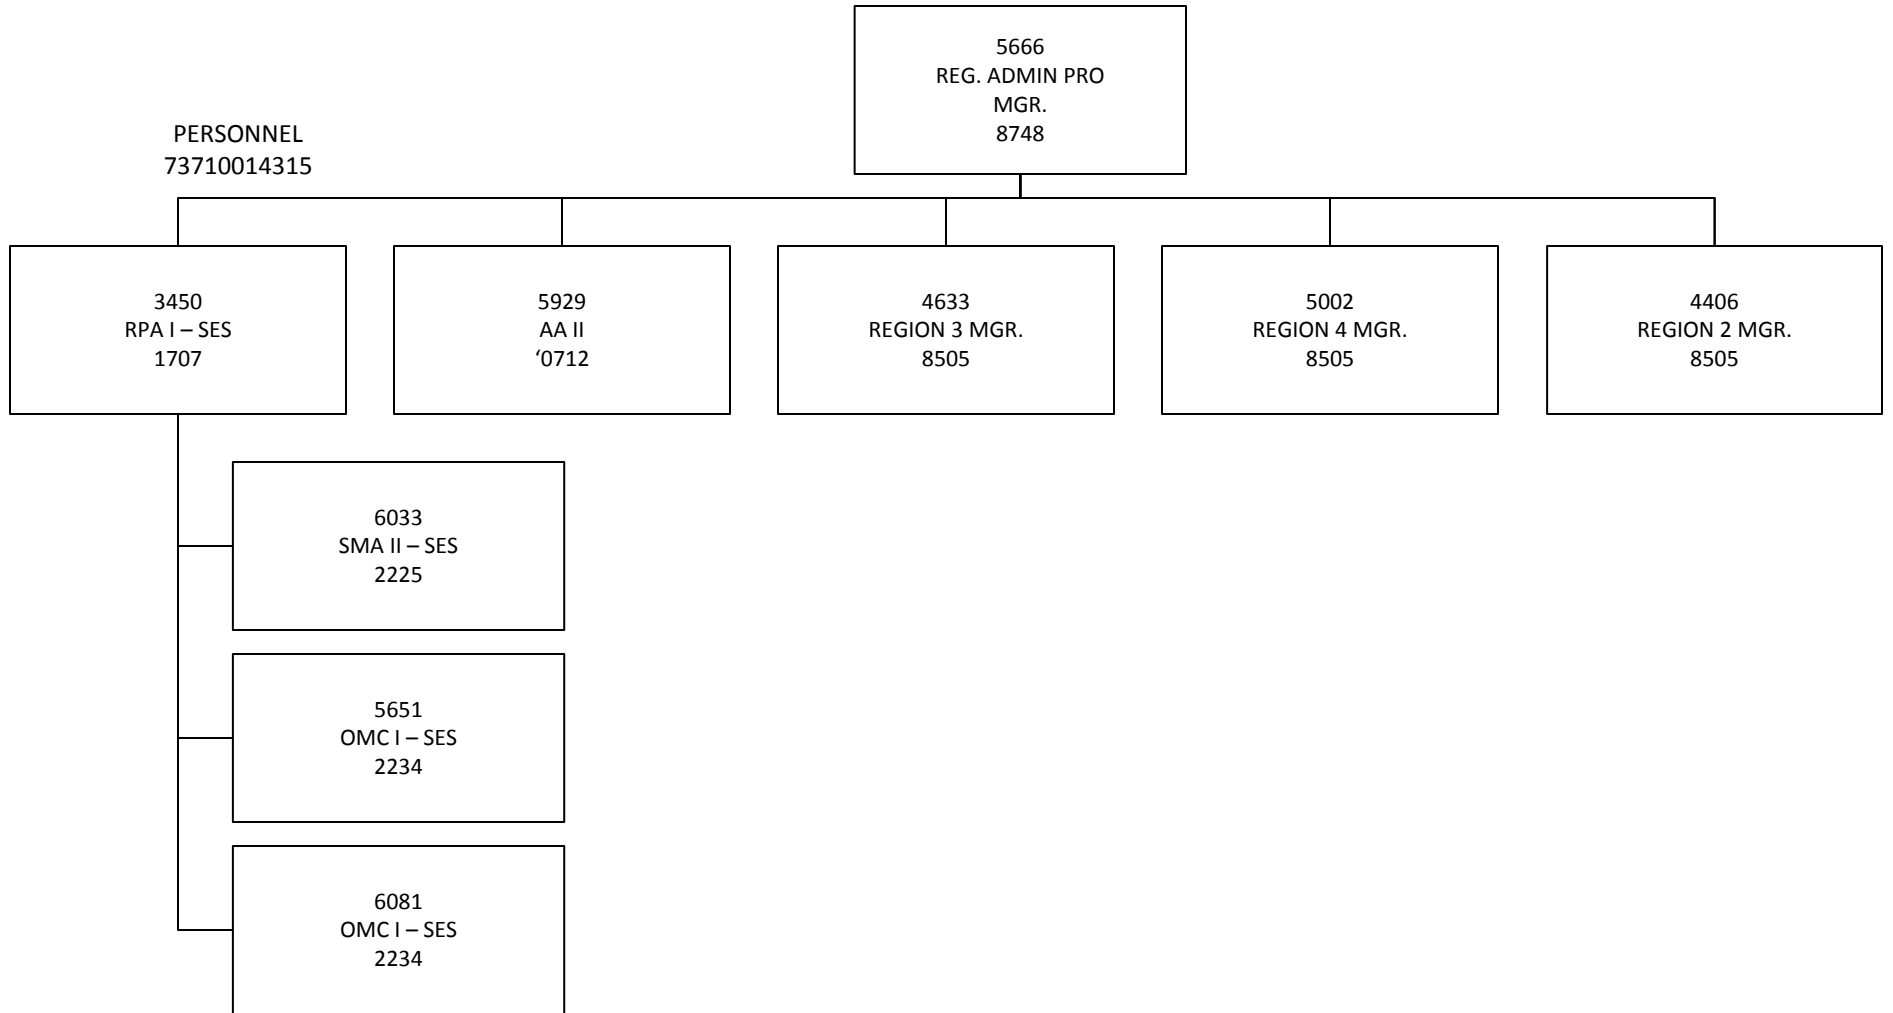 5666
REG. ADMIN PRO
MGR.
8748
PERSONNEL
73710014315
3450
RPA I – SES
1707
5929
AA II
‘0712
4633
REGION 3 MGR.
8505
5002
REGION 4 MGR.
8505
4406
REGION 2 MGR.
8505
6033
SMA II – SES
2225
5651
OMC I – SES
2234
6081
OMC I – SES
2234